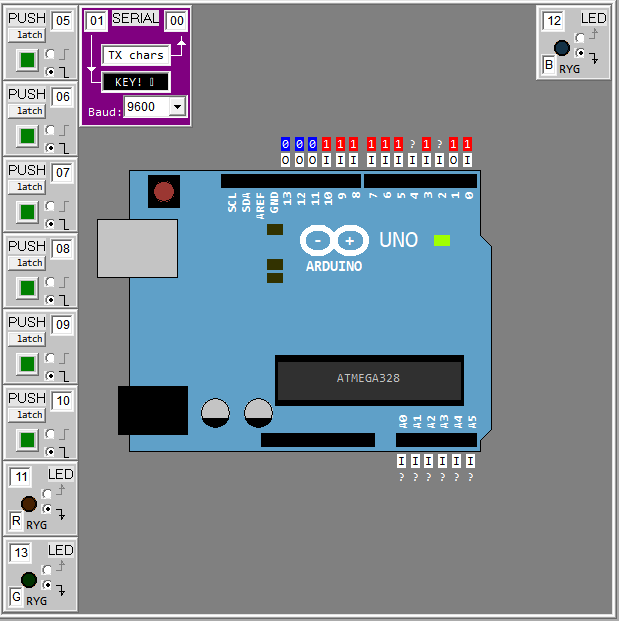 PUSH 05
latch
PUSH 06
latch
PUSH 07
latch
PUSH 08
latch
PUSH 09
latch
PUSH 10
latch
11 LED
R RYG
13 LED
G RYG
01 SERIAL 00
TX chars
KEY!
Baud: 9600
12 LED
B RYG
0 0 0 1 1 1 1 1 1 ? 1 ? 1 1
O O O I I I I I I I I I O I
SCL SDA AREF GND 13 12 11 10 9 8 7 6 5 4 3 2 1 0
- + UNO
ARDUINO
ATMEGA328
A0 A1 A2 A3 A4 A5
I I I I I I
? ? ? ? ? ?